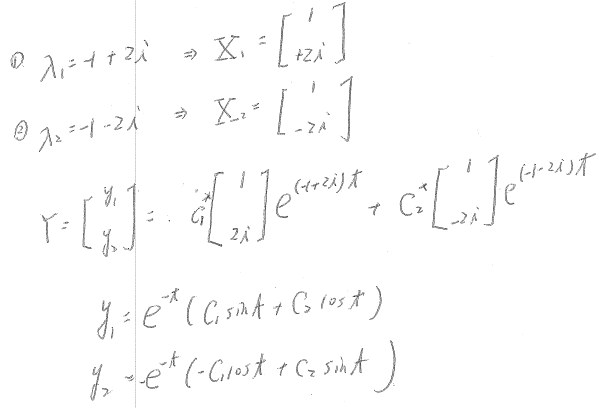 ① λ₁=-1+2i ⇒ X₁ = [1 +2i]
② λ₂=-1-2i ⇒ X₂= [1 -2i]
Y = [y₁ y₂] = C₁* [1 2i] e^(-1+2i)t + C₂* [1 -2i] e^(-1-2i)t
y₁ = e^-t (C₁ sin t + C₂ cos t)
y₂ = -e^-t (-C₁ cos t + C₂ sin t)